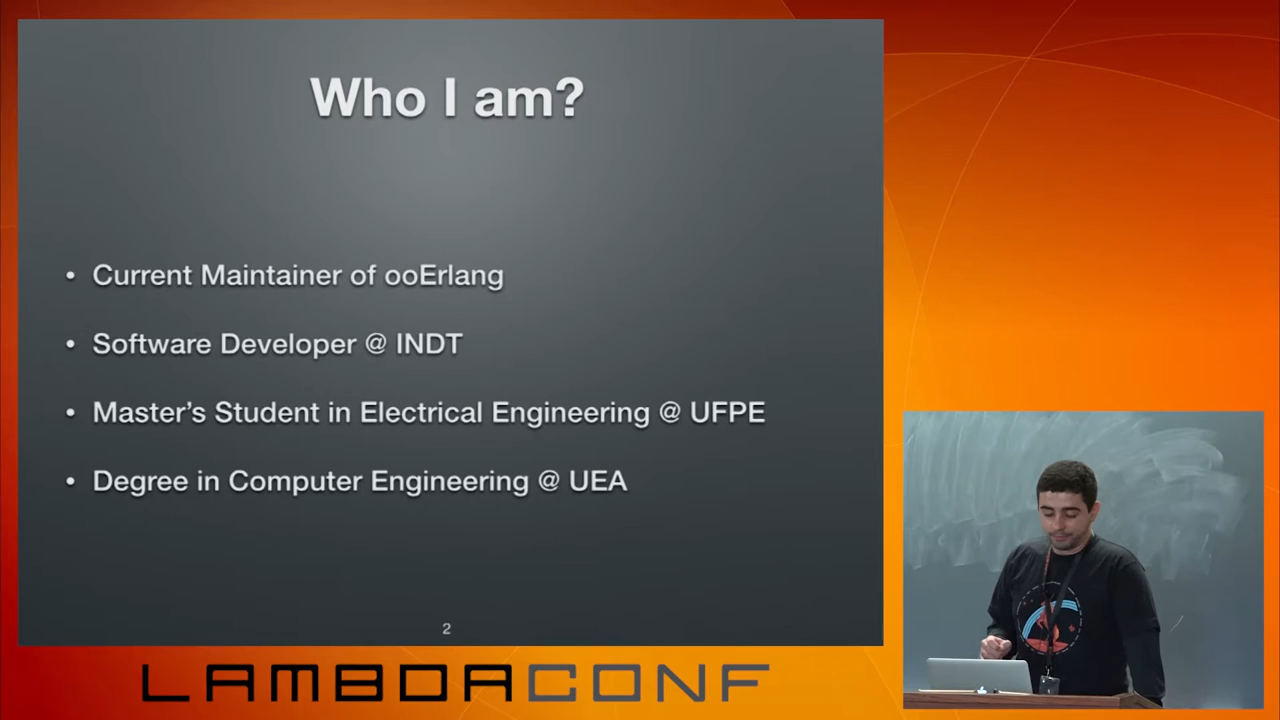 Who I am?
• Current Maintainer of ooErlang
• Software Developer @ INDT
• Master’s Student in Electrical Engineering @ UFPE
• Degree in Computer Engineering @ UEA
2
LAMBDACONF